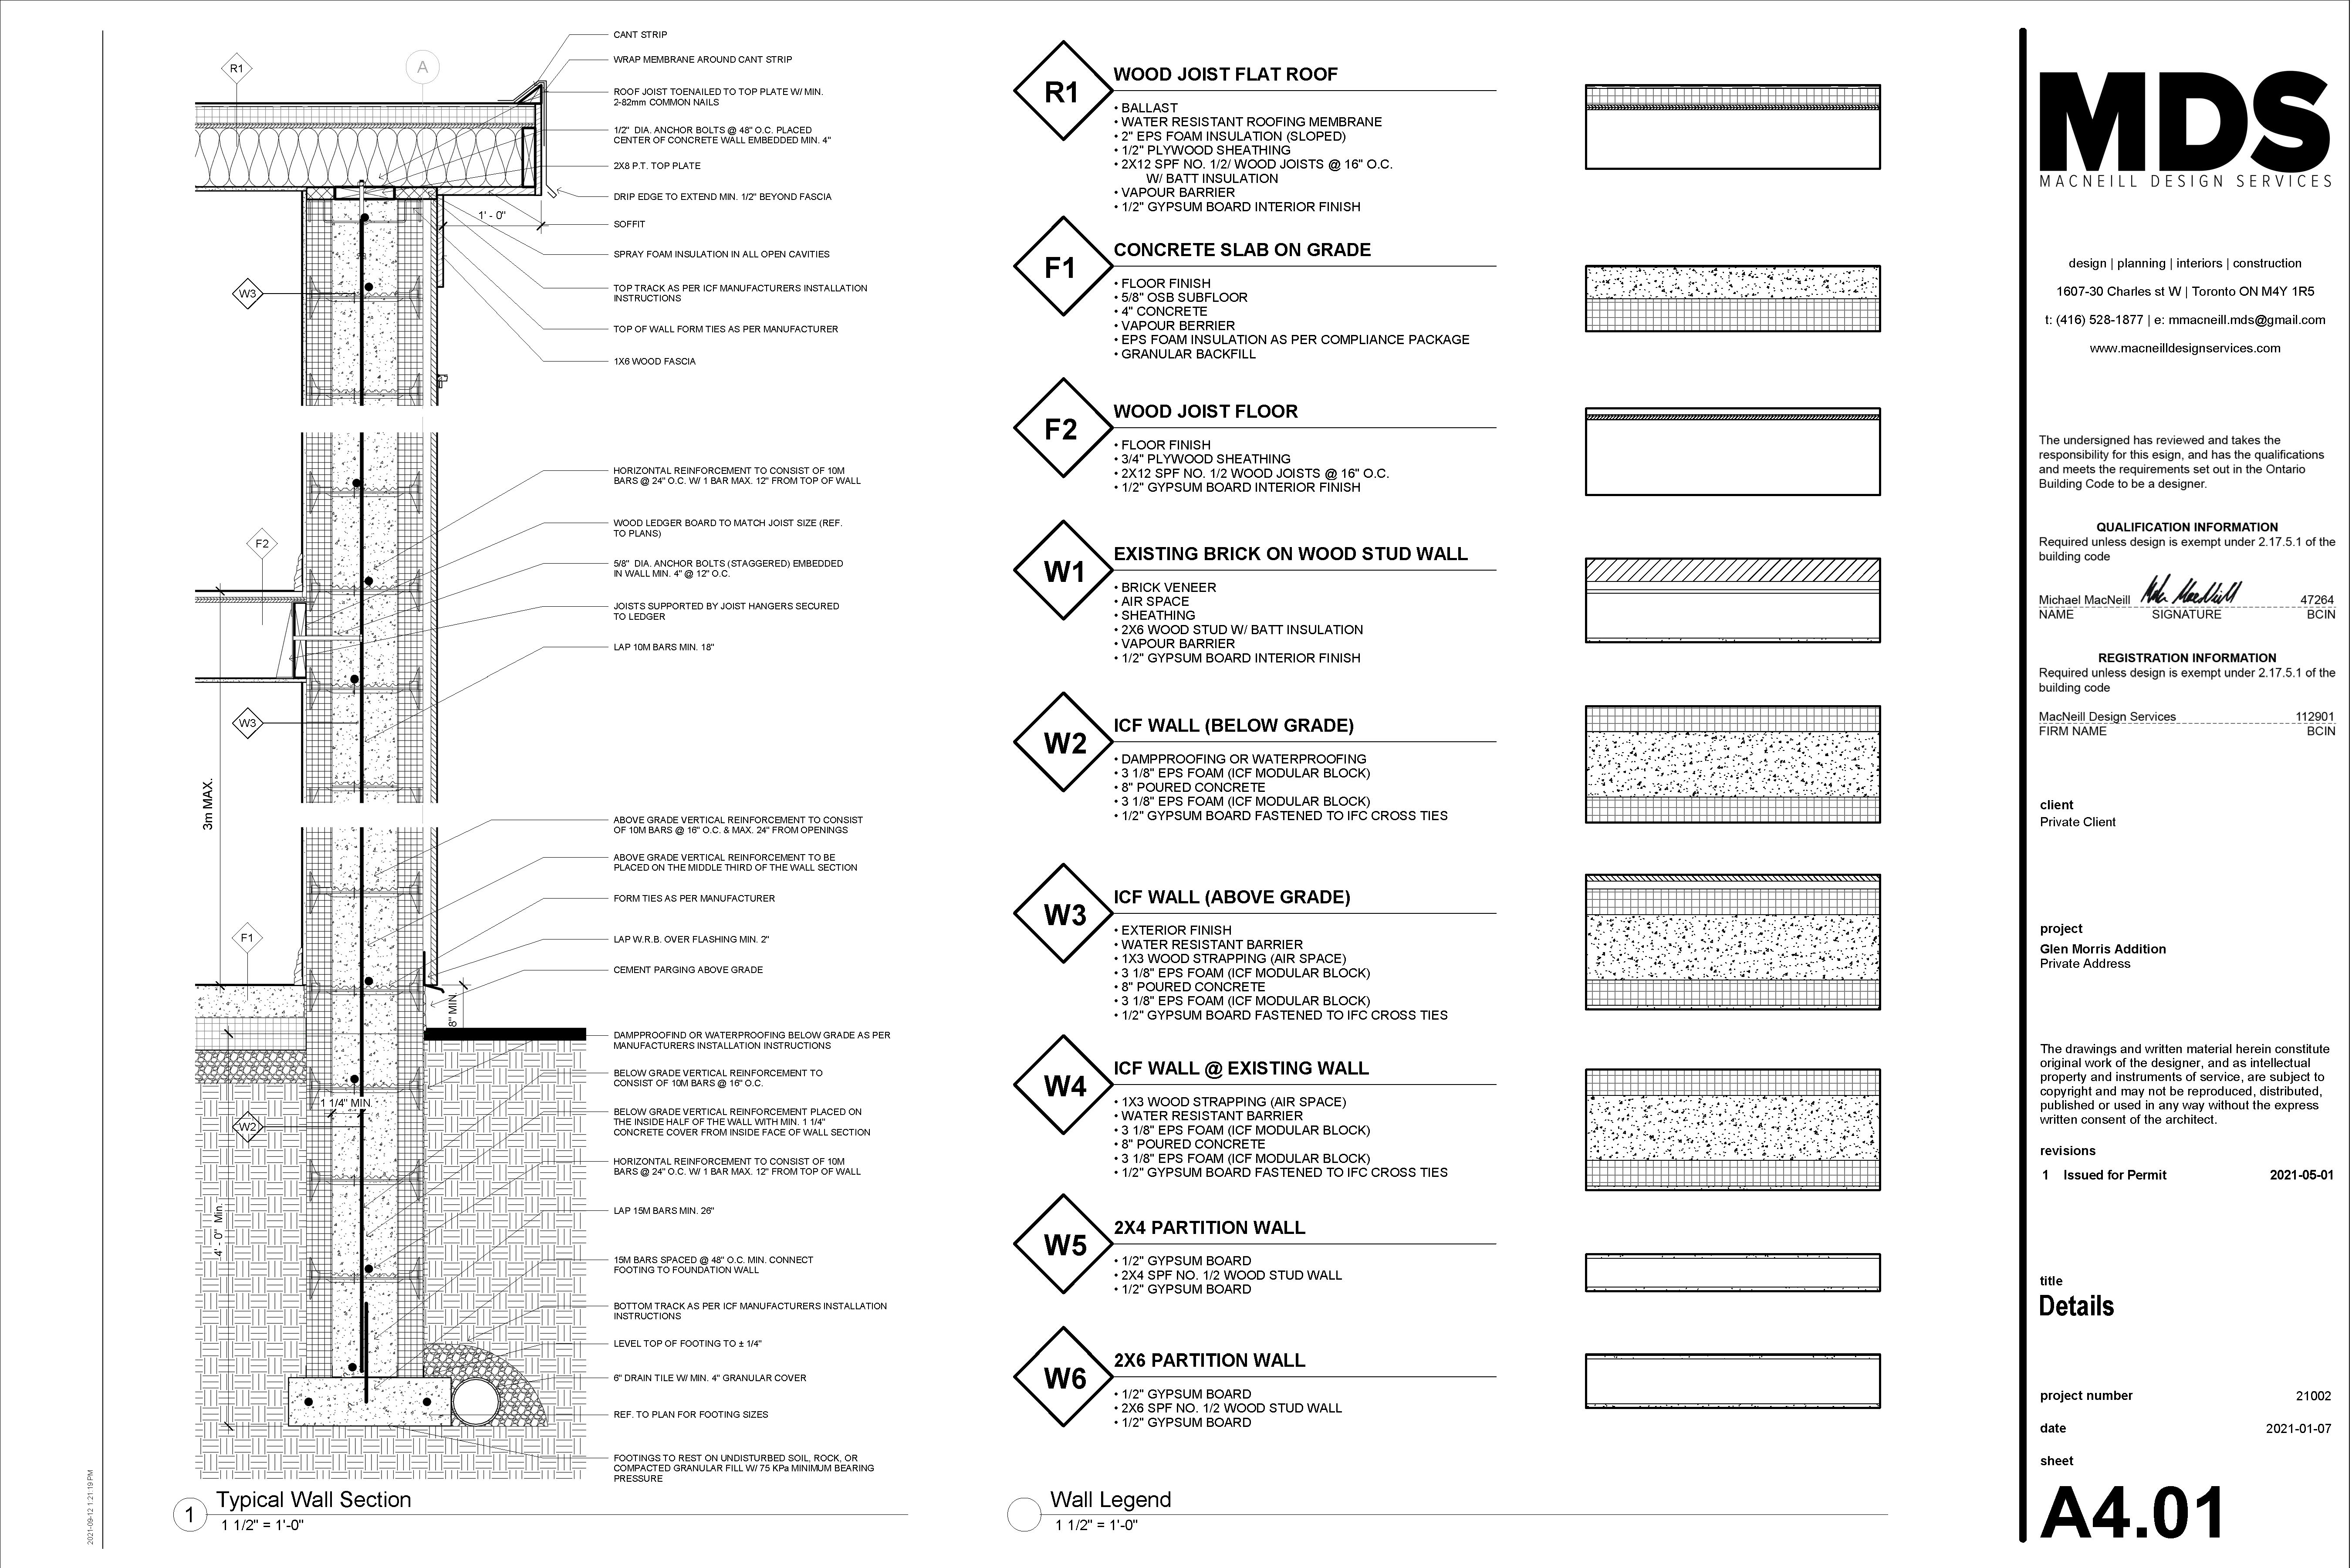 R1
A
CANT STRIP
WRAP MEMBRANE AROUND CANT STRIP
ROOF JOIST TOENAILED TO TOP PLATE W/ MIN.
2-82mm COMMON NAILS
1/2" DIA. ANCHOR BOLTS @ 48" O.C. PLACED
CENTER OF CONCRETE WALL EMBEDDED MIN. 4"
2X8 P.T. TOP PLATE
DRIP EDGE TO EXTEND MIN. 1/2" BEYOND FASCIA
1' - 0"
SOFFIT
SPRAY FOAM INSULATION IN ALL OPEN CAVITIES
W3
TOP TRACK AS PER ICF MANUFACTURERS INSTALLATION
INSTRUCTIONS
TOP OF WALL FORM TIES AS PER MANUFACTURER
1X6 WOOD FASCIA
HORIZONTAL REINFORCEMENT TO CONSIST OF 10M
BARS @ 24" O.C. W/ 1 BAR MAX. 12" FROM TOP OF WALL
WOOD LEDGER BOARD TO MATCH JOIST SIZE (REF.
TO PLANS)
F2
5/8" DIA. ANCHOR BOLTS (STAGGERED) EMBEDDED
IN WALL MIN. 4" @ 12" O.C.
JOISTS SUPPORTED BY JOIST HANGERS SECURED
TO LEDGER
LAP 10M BARS MIN. 18"
W3
3m MAX.
ABOVE GRADE VERTICAL REINFORCEMENT TO CONSIST
OF 10M BARS @ 16" O.C. & MAX. 24" FROM OPENINGS
ABOVE GRADE VERTICAL REINFORCEMENT TO BE
PLACED ON THE MIDDLE THIRD OF THE WALL SECTION
FORM TIES AS PER MANUFACTURER
F1
LAP W.R.B. OVER FLASHING MIN. 2"
CEMENT PARGING ABOVE GRADE
8" MIN.
DAMPPROOFIND OR WATERPROOFING BELOW GRADE AS PER
MANUFACTURERS INSTALLATION INSTRUCTIONS
BELOW GRADE VERTICAL REINFORCEMENT TO
CONSIST OF 10M BARS @ 16" O.C.
1 1/4" MIN.
W2
BELOW GRADE VERTICAL REINFORCEMENT PLACED ON
THE INSIDE HALF OF THE WALL WITH MIN. 1 1/4"
CONCRETE COVER FROM INSIDE FACE OF WALL SECTION
HORIZONTAL REINFORCEMENT TO CONSIST OF 10M
BARS @ 24" O.C. W/ 1 BAR MAX. 12" FROM TOP OF WALL
4' - 0" Min.
LAP 15M BARS MIN. 26"
15M BARS SPACED @ 48" O.C. MIN. CONNECT
FOOTING TO FOUNDATION WALL
BOTTOM TRACK AS PER ICF MANUFACTURERS INSTALLATION
INSTRUCTIONS
LEVEL TOP OF FOOTING TO ± 1/4"
6" DRAIN TILE W/ MIN. 4" GRANULAR COVER
REF. TO PLAN FOR FOOTING SIZES
FOOTINGS TO REST ON UNDISTURBED SOIL, ROCK, OR
COMPACTED GRANULAR FILL W/ 75 KPa MINIMUM BEARING
PRESSURE
2021-09-12 1:21:19 PM
1
Typical Wall Section
1 1/2" = 1'-0"
R1
WOOD JOIST FLAT ROOF
• BALLAST
• WATER RESISTANT ROOFING MEMBRANE
• 2" EPS FOAM INSULATION (SLOPED)
• 1/2" PLYWOOD SHEATHING
• 2X12 SPF NO. 1/2/ WOOD JOISTS @ 16" O.C.
W/ BATT INSULATION
• VAPOUR BARRIER
• 1/2" GYPSUM BOARD INTERIOR FINISH
F1
CONCRETE SLAB ON GRADE
• FLOOR FINISH
• 5/8" OSB SUBFLOOR
• 4" CONCRETE
• VAPOUR BERRIER
• EPS FOAM INSULATION AS PER COMPLIANCE PACKAGE
• GRANULAR BACKFILL
F2
WOOD JOIST FLOOR
• FLOOR FINISH
• 3/4" PLYWOOD SHEATHING
• 2X12 SPF NO. 1/2 WOOD JOISTS @ 16" O.C.
• 1/2" GYPSUM BOARD INTERIOR FINISH
W1
EXISTING BRICK ON WOOD STUD WALL
• BRICK VENEER
• AIR SPACE
• SHEATHING
• 2X6 WOOD STUD W/ BATT INSULATION
• VAPOUR BARRIER
• 1/2" GYPSUM BOARD INTERIOR FINISH
W2
ICF WALL (BELOW GRADE)
• DAMPPROOFING OR WATERPROOFING
• 3 1/8" EPS FOAM (ICF MODULAR BLOCK)
• 8" POURED CONCRETE
• 3 1/8" EPS FOAM (ICF MODULAR BLOCK)
• 1/2" GYPSUM BOARD FASTENED TO IFC CROSS TIES
W3
ICF WALL (ABOVE GRADE)
• EXTERIOR FINISH
• WATER RESISTANT BARRIER
• 1X3 WOOD STRAPPING (AIR SPACE)
• 3 1/8" EPS FOAM (ICF MODULAR BLOCK)
• 8" POURED CONCRETE
• 3 1/8" EPS FOAM (ICF MODULAR BLOCK)
• 1/2" GYPSUM BOARD FASTENED TO IFC CROSS TIES
W4
ICF WALL @ EXISTING WALL
• 1X3 WOOD STRAPPING (AIR SPACE)
• WATER RESISTANT BARRIER
• 3 1/8" EPS FOAM (ICF MODULAR BLOCK)
• 8" POURED CONCRETE
• 3 1/8" EPS FOAM (ICF MODULAR BLOCK)
• 1/2" GYPSUM BOARD FASTENED TO IFC CROSS TIES
W5
2X4 PARTITION WALL
• 1/2" GYPSUM BOARD
• 2X4 SPF NO. 1/2 WOOD STUD WALL
• 1/2" GYPSUM BOARD
W6
2X6 PARTITION WALL
• 1/2" GYPSUM BOARD
• 2X6 SPF NO. 1/2 WOOD STUD WALL
• 1/2" GYPSUM BOARD
Wall Legend
1 1/2" = 1'-0"
MDS
MACNEILL DESIGN SERVICES
design | planning | interiors | construction
1607-30 Charles st W | Toronto ON M4Y 1R5
t: (416) 528-1877 | e: mmacneill.mds@gmail.com
www.macneilldesignservices.com
The undersigned has reviewed and takes the
responsibility for this esign, and has the qualifications
and meets the requirements set out in the Ontario
Building Code to be a designer.
QUALIFICATION INFORMATION
Required unless design is exempt under 2.17.5.1 of the
building code
Michael MacNeill Mike MacNeill 47264
NAME SIGNATURE BCIN
REGISTRATION INFORMATION
Required unless design is exempt under 2.17.5.1 of the
building code
MacNeill Design Services 112901
FIRM NAME BCIN
client
Private Client
project
Glen Morris Addition
Private Address
The drawings and written material herein constitute
original work of the designer, and as intellectual
property and instruments of service, are subject to
copyright and may not be reproduced, distributed,
published or used in any way without the express
written consent of the architect.
revisions
1 Issued for Permit 2021-05-01
title
Details
project number 21002
date 2021-01-07
sheet
A4.01